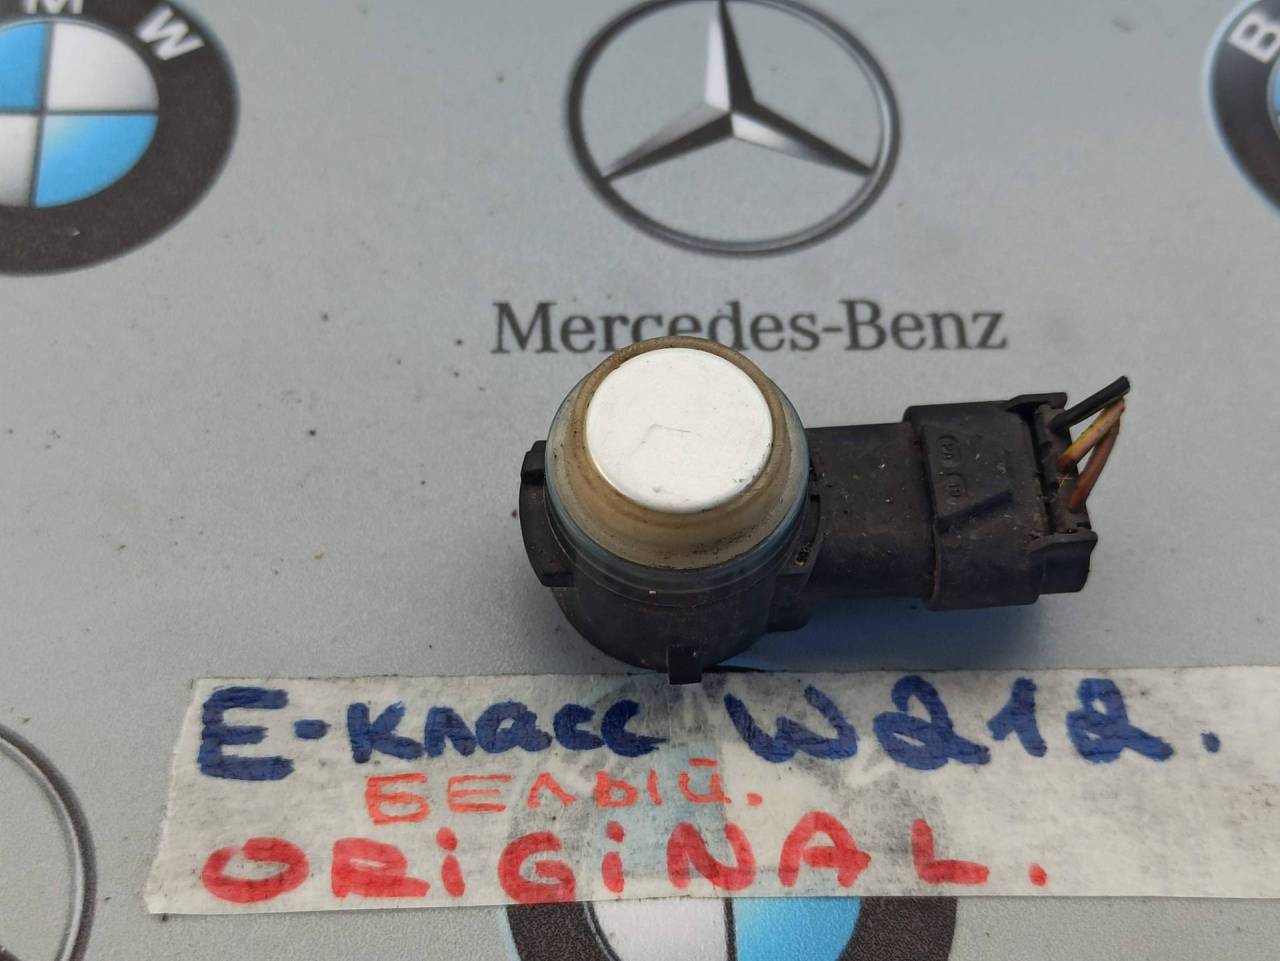 M W
B
Mercedes-Benz
E-класс W212.
БЕЛЫЙ.
ORiGiNAL.